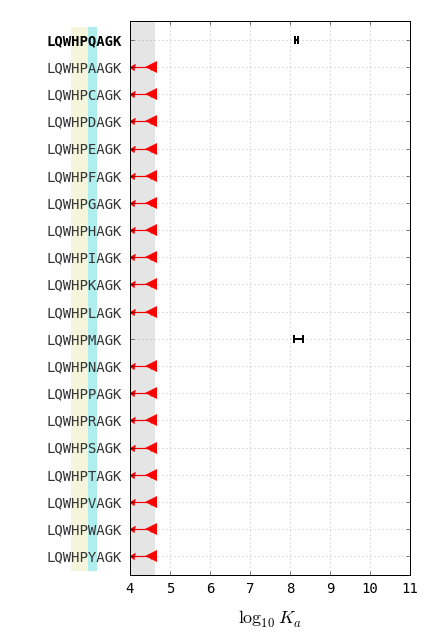 LQWHPQAGK
LQWHPAAGK
LQWHPCAGK
LQWHPDAGK
LQWHPEAGK
LQWHPFAGK
LQWHPGAGK
LQWHPHAGK
LQWHPIAGK
LQWHPKAGK
LQWHPLAGK
LQWHPMAGK
LQWHPNAGK
LQWHPPAGK
LQWHPRAGK
LQWHPSAGK
LQWHPTAGK
LQWHPVAGK
LQWHPWAGK
LQWHPYAGK
4 5 6 7 8 9 10 11
log₁₀ Kₐ